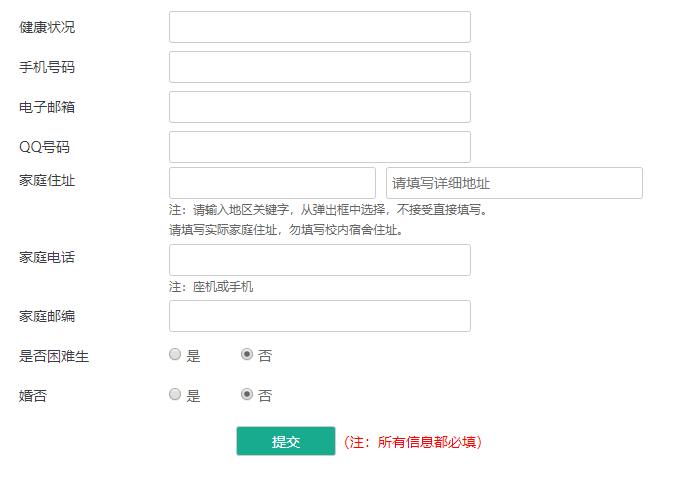 健康状况
手机号码
电子邮箱
QQ号码
家庭住址 请填写详细地址
注：请输入地区关键字，从弹出框中选择，不接受直接填写。
请填写实际家庭住址，勿填写校内宿舍住址。
家庭电话
注：座机或手机
家庭邮编
是否困难生 是 否
婚否 是 否
提交 （注：所有信息都必填）